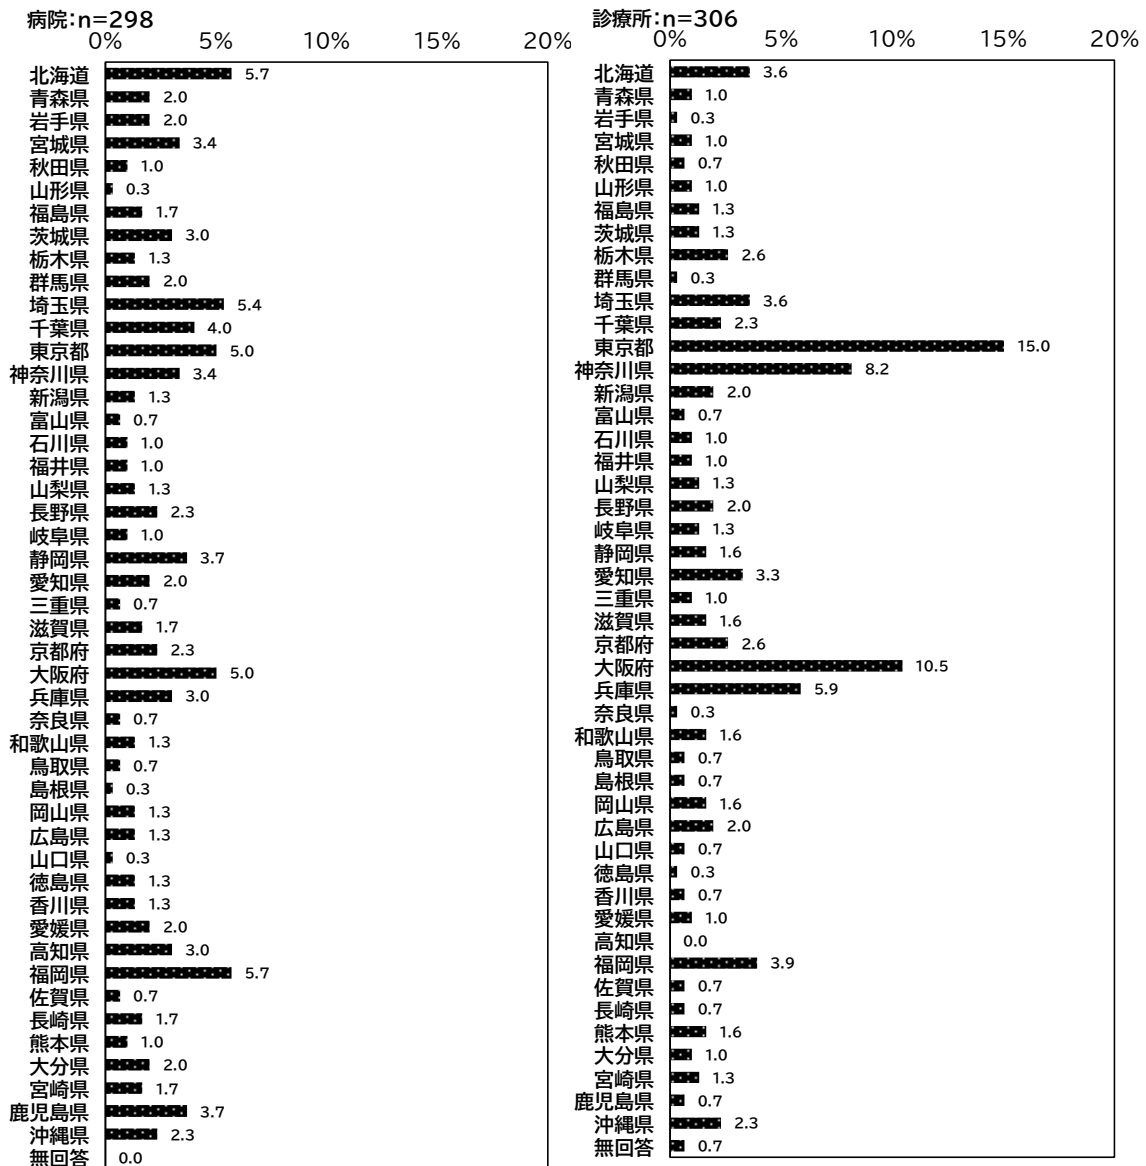 病院:n=298
0% 5% 10% 15% 20%
北海道 5.7
青森県 2.0
岩手県 2.0
宮城県 3.4
秋田県 1.0
山形県 0.3
福島県 1.7
茨城県 3.0
栃木県 1.3
群馬県 2.0
埼玉県 5.4
千葉県 4.0
東京都 5.0
神奈川県 3.4
新潟県 1.3
富山県 0.7
石川県 1.0
福井県 1.0
山梨県 1.3
長野県 2.3
岐阜県 1.0
静岡県 3.7
愛知県 2.0
三重県 0.7
滋賀県 1.7
京都府 2.3
大阪府 5.0
兵庫県 3.0
奈良県 0.7
和歌山県 1.3
鳥取県 0.7
島根県 0.3
岡山県 1.3
広島県 1.3
山口県 0.3
徳島県 1.3
香川県 1.3
愛媛県 2.0
高知県 3.0
福岡県 5.7
佐賀県 0.7
長崎県 1.7
熊本県 1.0
大分県 2.0
宮崎県 1.7
鹿児島県 3.7
沖縄県 2.3
無回答 0.0
診療所:n=306
0% 5% 10% 15% 20%
北海道 3.6
青森県 1.0
岩手県 0.3
宮城県 1.0
秋田県 0.7
山形県 1.0
福島県 1.3
茨城県 1.3
栃木県 2.6
群馬県 0.3
埼玉県 3.6
千葉県 2.3
東京都 15.0
神奈川県 8.2
新潟県 2.0
富山県 0.7
石川県 1.0
福井県 1.0
山梨県 1.3
長野県 2.0
岐阜県 1.3
静岡県 1.6
愛知県 3.3
三重県 1.0
滋賀県 1.6
京都府 2.6
大阪府 10.5
兵庫県 5.9
奈良県 0.3
和歌山県 1.6
鳥取県 0.7
島根県 0.7
岡山県 1.6
広島県 2.0
山口県 0.7
徳島県 0.3
香川県 0.7
愛媛県 1.0
高知県 0.0
福岡県 3.9
佐賀県 0.7
長崎県 0.7
熊本県 1.6
大分県 1.0
宮崎県 1.3
鹿児島県 0.7
沖縄県 2.3
無回答 0.7